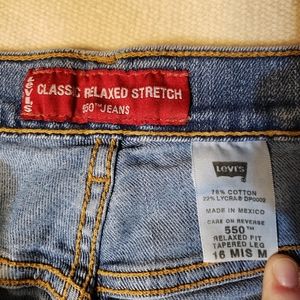 LEVI'S
CLASSIC RELAXED STRETCH
550™ JEANS
Levi's
78% COTTON
22% LYCRA® DP0009
MADE IN MEXICO
CARE ON REVERSE
550™
RELAXED FIT
TAPERED LEG
16 MIS M